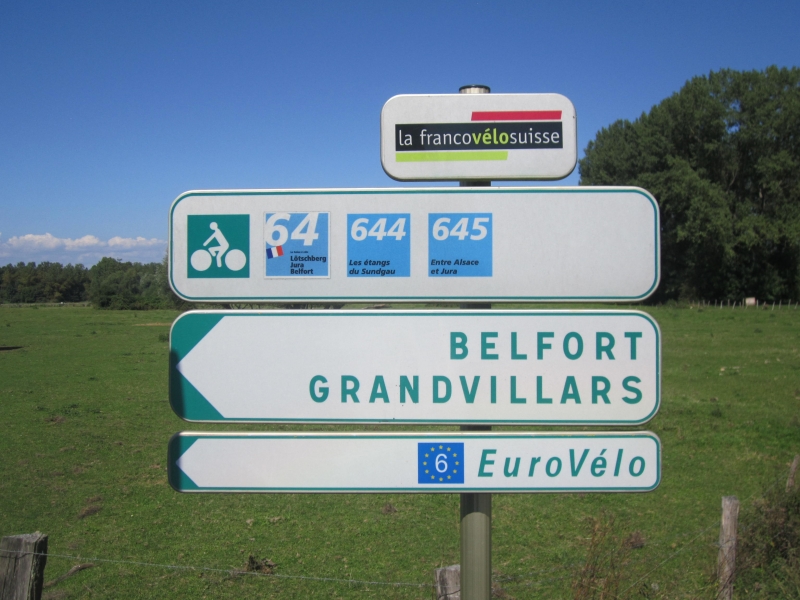 la francovélosuisse
64
Lötschberg
Jura
Belfort
644
Les étangs
du Sundgau
645
Entre Alsace
et Jura
BELFORT
GRANDVILLARS
6 EuroVélo